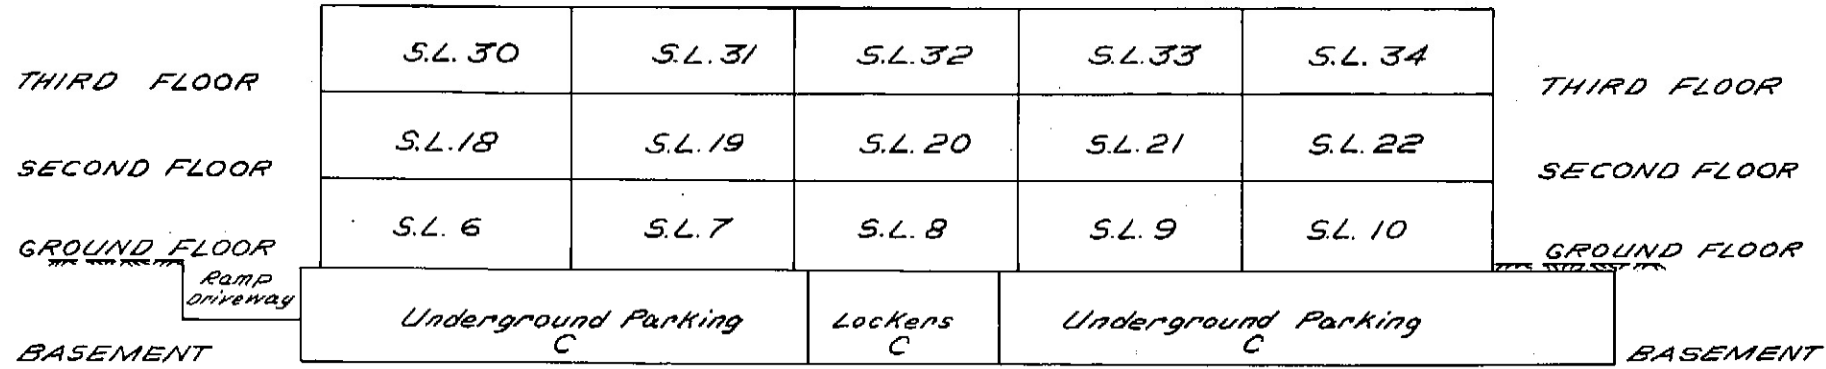 S.L. 30 S.L. 31 S.L. 32 S.L. 33 S.L. 34
THIRD FLOOR THIRD FLOOR
S.L. 18 S.L. 19 S.L. 20 S.L. 21 S.L. 22
SECOND FLOOR SECOND FLOOR
S.L. 6 S.L. 7 S.L. 8 S.L. 9 S.L. 10
GROUND FLOOR GROUND FLOOR
Ramp
Driveway
Underground Parking Lockers Underground Parking
C C C
BASEMENT BASEMENT